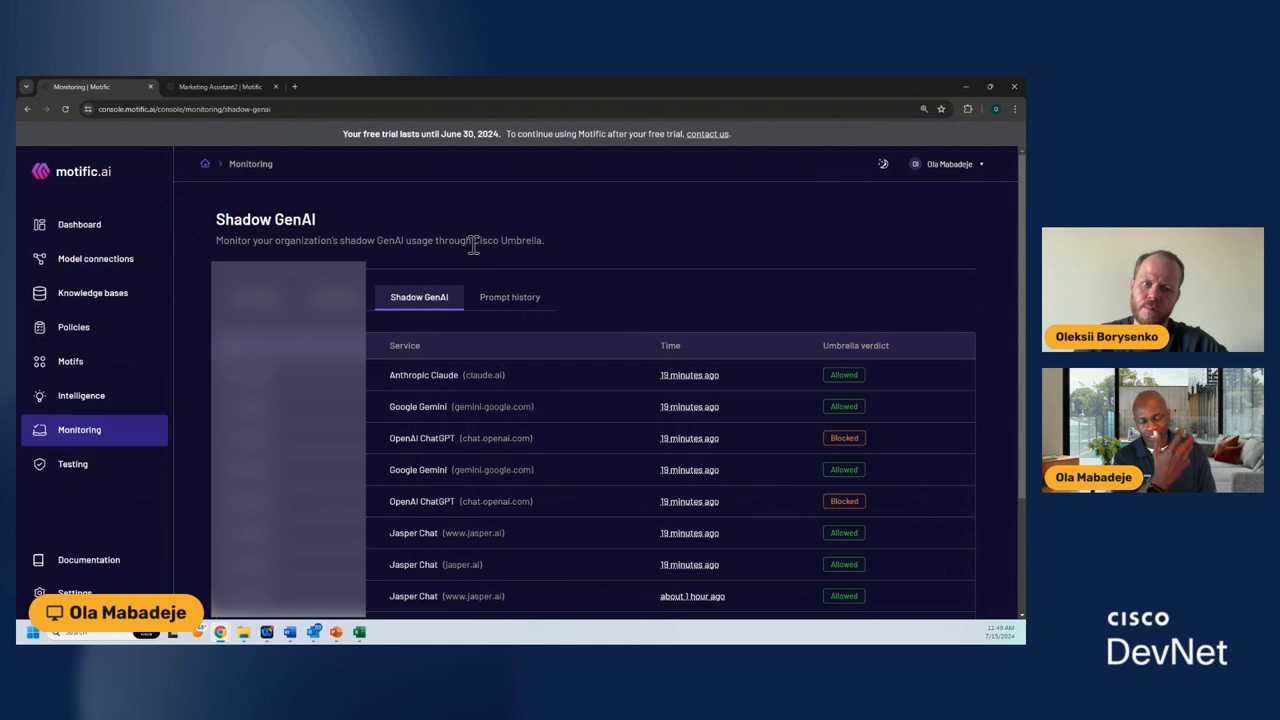 Monitoring | Motific
Marketing Assistant2 | Motific
console.motific.ai/console/monitoring/shadow-genai
Your free trial lasts until June 30, 2024. To continue using Motific after your free trial, contact us.
motific.ai
Monitoring
OI Ola Mabadeje
Dashboard
Model connections
Knowledge bases
Policies
Motifs
Intelligence
Monitoring
Testing
Documentation
Settings
Shadow GenAI
Monitor your organization's shadow GenAI usage through Cisco Umbrella.
Shadow GenAI
Prompt history
Service Time Umbrella verdict
Anthropic Claude (claude.ai) 19 minutes ago Allowed
Google Gemini (gemini.google.com) 19 minutes ago Allowed
OpenAI ChatGPT (chat.openai.com) 19 minutes ago Blocked
Google Gemini (gemini.google.com) 19 minutes ago Allowed
OpenAI ChatGPT (chat.openai.com) 19 minutes ago Blocked
Jasper Chat (www.jasper.ai) 19 minutes ago Allowed
Jasper Chat (jasper.ai) 19 minutes ago Allowed
Jasper Chat (www.jasper.ai) about 1 hour ago Allowed
Ola Mabadeje
Search
11:49 AM
7/15/2024
Oleksii Borysenko
Ola Mabadeje
CISCO
DevNet